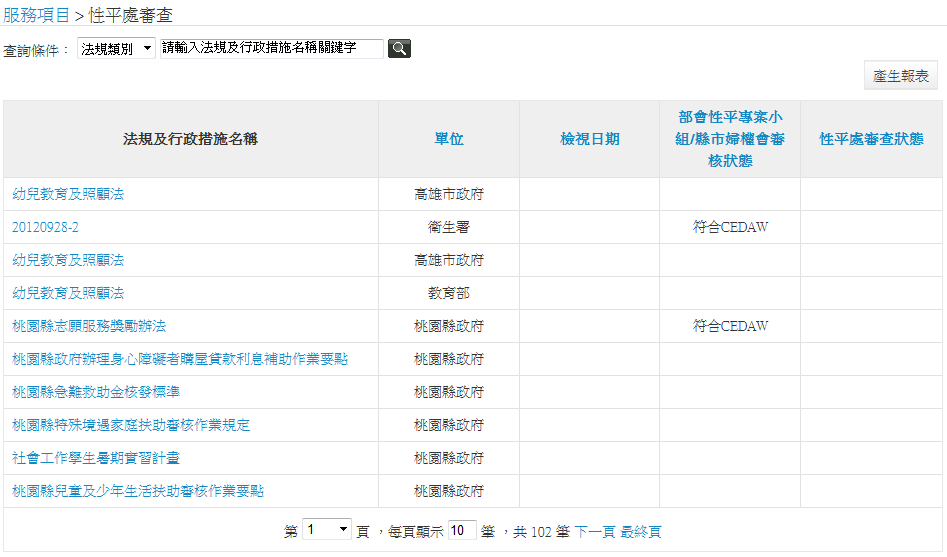 服務項目 > 性平處審查
查詢條件： 法規類別 請輸入法規及行政措施名稱關鍵字
產生報表
法規及行政措施名稱 單位 檢視日期 部會性平專案小組/縣市婦權會審核狀態 性平處審查狀態
幼兒教育及照顧法 高雄市政府
20120928-2 衛生署 符合CEDAW
幼兒教育及照顧法 高雄市政府
幼兒教育及照顧法 教育部
桃園縣志願服務獎勵辦法 桃園縣政府 符合CEDAW
桃園縣政府辦理身心障礙者購屋貸款利息補助作業要點 桃園縣政府
桃園縣急難救助金核發標準 桃園縣政府
桃園縣特殊境遇家庭扶助審核作業規定 桃園縣政府
社會工作學生暑期實習計畫 桃園縣政府
桃園縣兒童及少年生活扶助審核作業要點 桃園縣政府
第 1 頁 ，每頁顯示 10 筆 ，共 102 筆 下一頁 最終頁